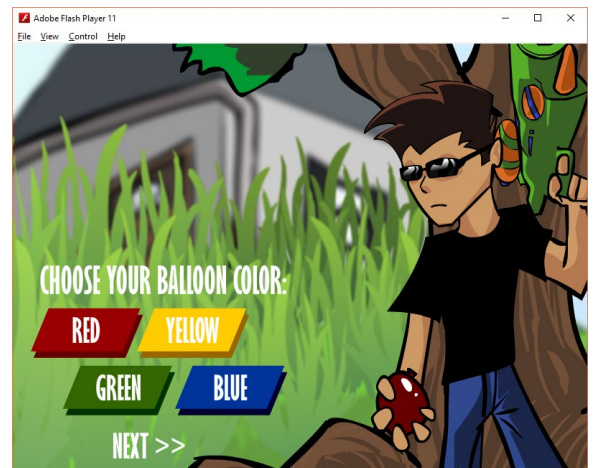 Adobe Flash Player 11
File View Control Help
CHOOSE YOUR BALLOON COLOR:
RED YELLOW
GREEN BLUE
NEXT >>